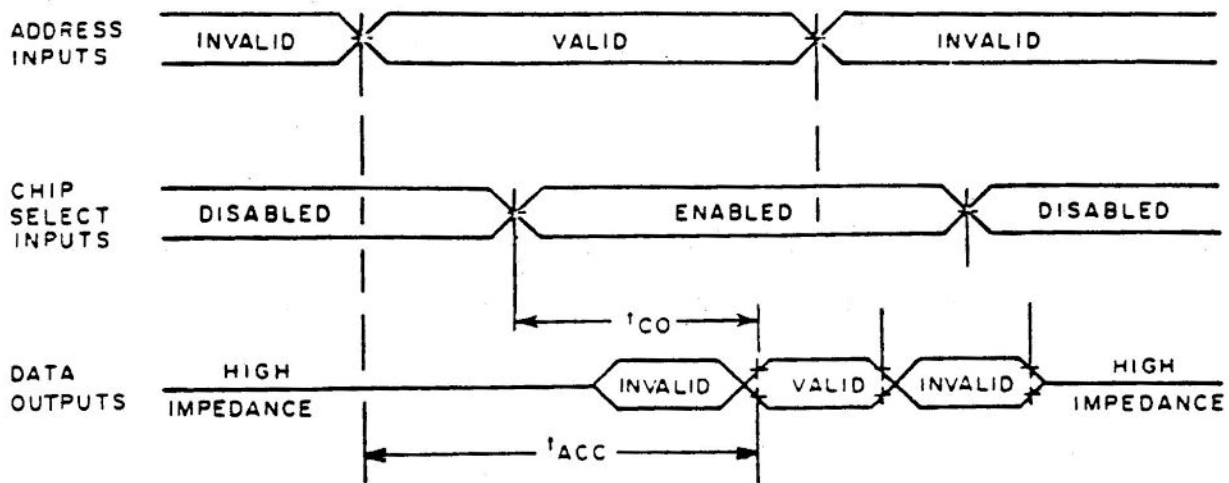 ADDRESS
INPUTS
INVALID
VALID
INVALID
CHIP
SELECT
INPUTS
DISABLED
ENABLED
DISABLED
tCO
DATA
OUTPUTS
HIGH
IMPEDANCE
INVALID
VALID
INVALID
HIGH
IMPEDANCE
tACC